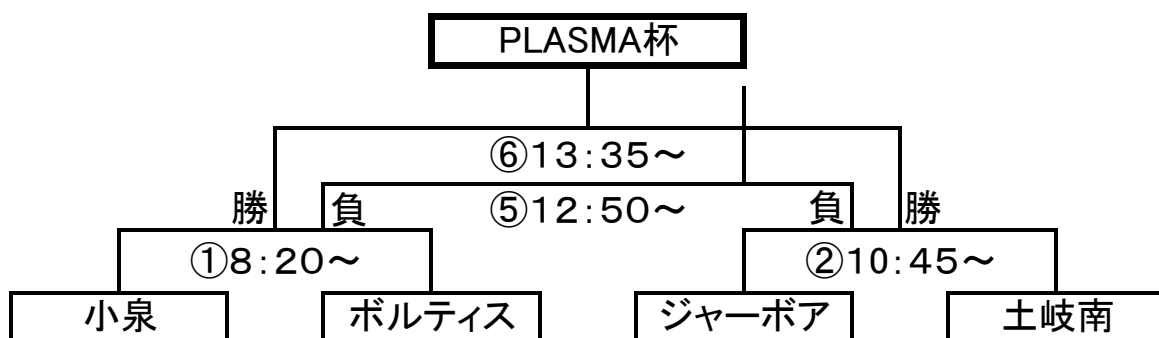 PLASMA杯
⑥13:35～
勝 負 ⑤12:50～ 負 勝
①8:20～ ②10:45～
小泉 ボルティス ジャーボア 土岐南